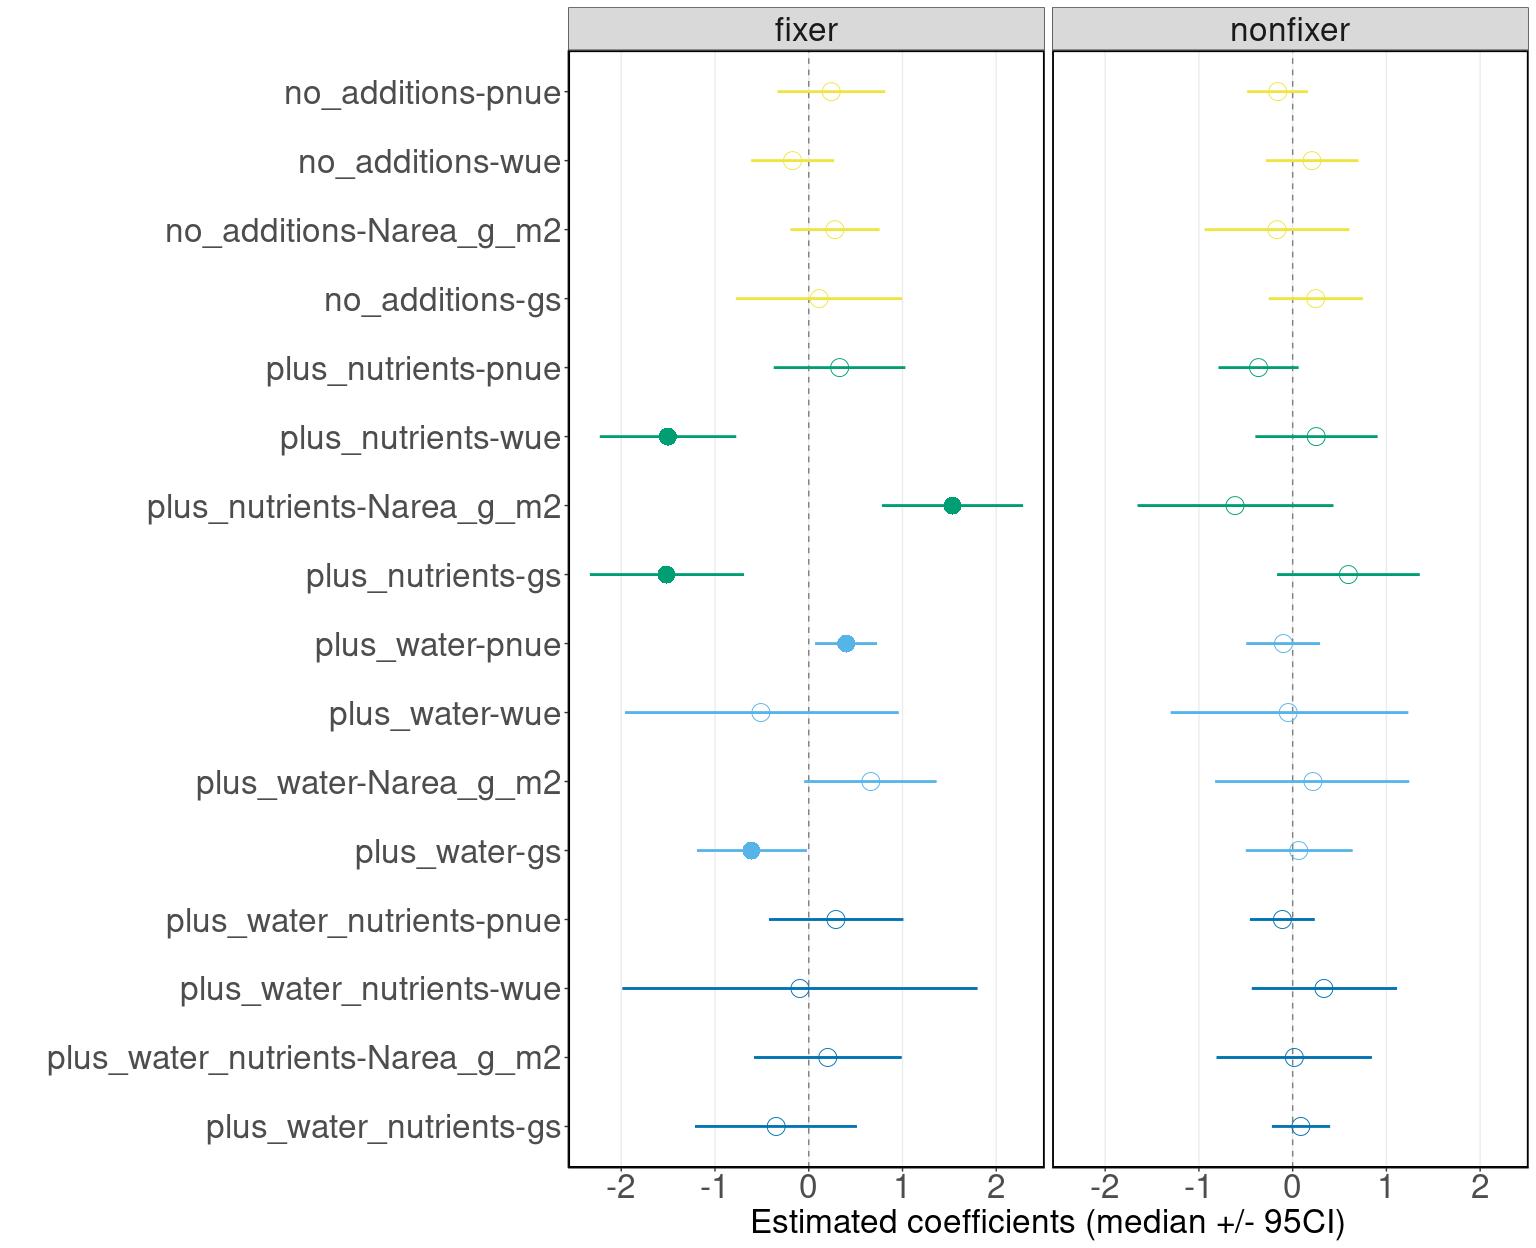 fixer
nonfixer
no_additions-pnue
no_additions-wue
no_additions-Narea_g_m2
no_additions-gs
plus_nutrients-pnue
plus_nutrients-wue
plus_nutrients-Narea_g_m2
plus_nutrients-gs
plus_water-pnue
plus_water-wue
plus_water-Narea_g_m2
plus_water-gs
plus_water_nutrients-pnue
plus_water_nutrients-wue
plus_water_nutrients-Narea_g_m2
plus_water_nutrients-gs
-2 -1 0 1 2
-2 -1 0 1 2
Estimated coefficients (median +/- 95CI)